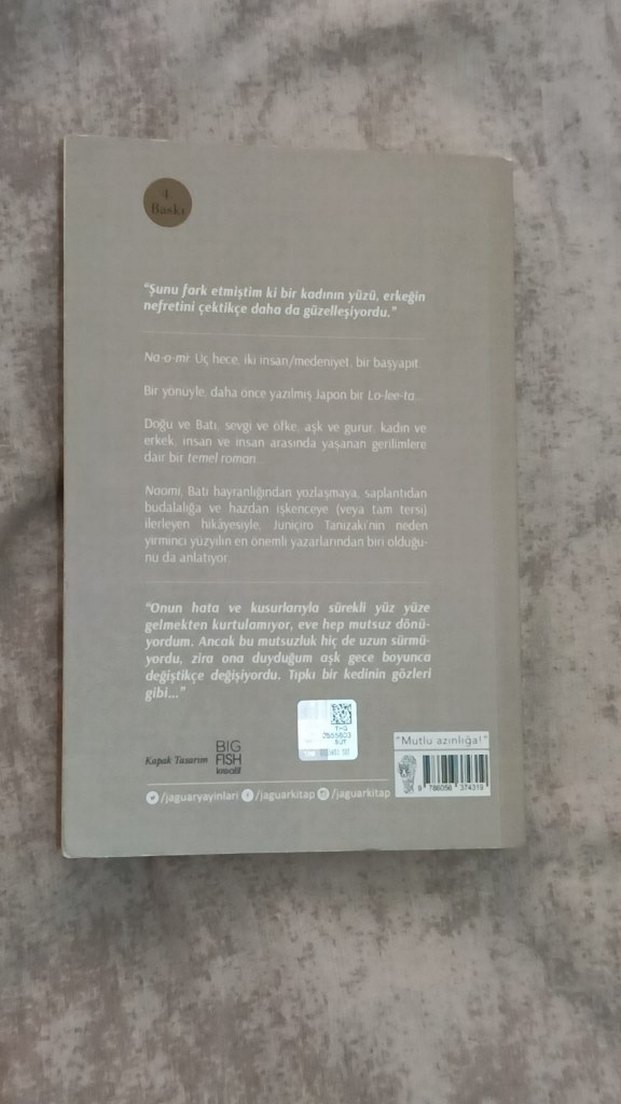 4.
Baskı
“Şunu fark etmiştim ki bir kadının yüzü, erkeğin
nefretini çektikçe daha da güzelleşiyordu.”
Na-o-mi: Üç hece, iki insan/medeniyet, bir başyapıt.
Bir yönüyle, daha önce yazılmış Japon bir Lo-lee-ta...
Doğu ve Batı, sevgi ve öfke, aşk ve gurur, kadın ve
erkek, insan ve insan arasında yaşanan gerilimlere
dair bir temel roman...
Naomi, Batı hayranlığından yozlaşmaya, saplantıdan
budalalığa ve hazdan işkenceye (veya tam tersi)
ilerleyen hikâyesiyle, Juniçiro Tanizaki’nin neden
yirminci yüzyılın en önemli yazarlarından biri olduğu-
nu da anlatıyor.
“Onun hata ve kusurlarıyla sürekli yüz yüze
gelmekten kurtulamıyor, eve hep mutsuz dönü-
yordum. Ancak bu mutsuzluk hiç de uzun sürmü-
yordu, zira ona duyduğum aşk gece boyunca
değiştikçe değişiyordu. Tıpkı bir kedinin gözleri
gibi...”
Kapak Tasarım
BIG
FISH
kreatif
/jaguaryayinlari /jaguarkitap /jaguarkitap
“Mutlu azınlığa!”
9 786056 374319